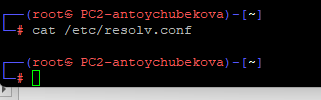 ┌──(root㉿ PC2-antoychubekova)-[~]
└─# cat /etc/resolv.conf
┌──(root㉿ PC2-antoychubekova)-[~]
└─#